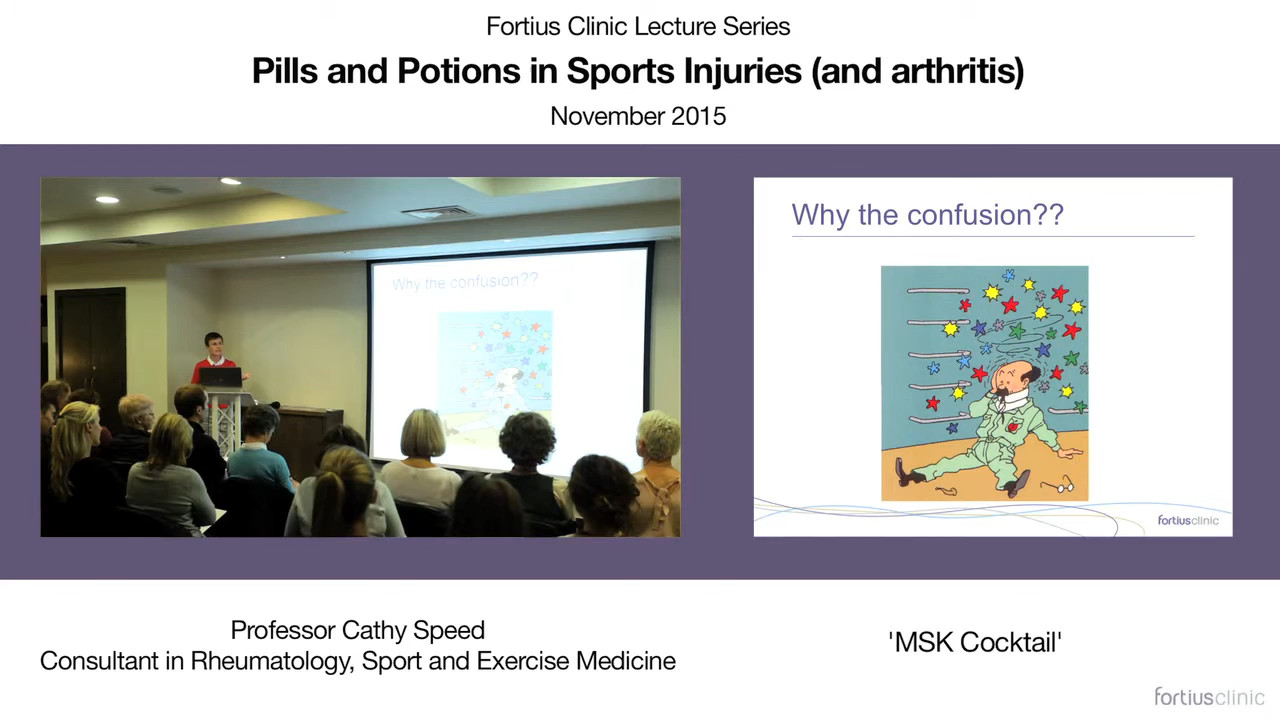 Fortius Clinic Lecture Series
Pills and Potions in Sports Injuries (and arthritis)
November 2015
Why the confusion??
Why the confusion??
fortiusclinic
Professor Cathy Speed
Consultant in Rheumatology, Sport and Exercise Medicine
'MSK Cocktail'
fortiusclinic